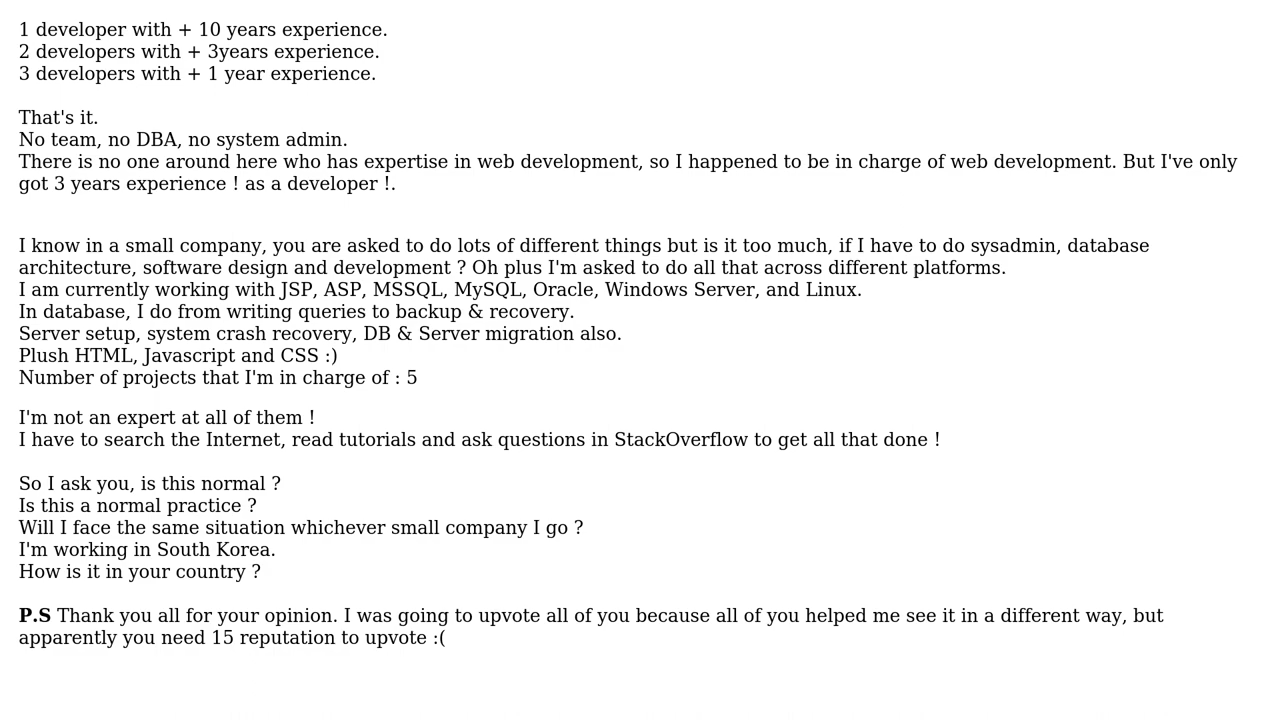 1 developer with + 10 years experience.
2 developers with + 3years experience.
3 developers with + 1 year experience.
That's it.
No team, no DBA, no system admin.
There is no one around here who has expertise in web development, so I happened to be in charge of web development. But I've only
got 3 years experience ! as a developer !.
I know in a small company, you are asked to do lots of different things but is it too much, if I have to do sysadmin, database
architecture, software design and development ? Oh plus I'm asked to do all that across different platforms.
I am currently working with JSP, ASP, MSSQL, MySQL, Oracle, Windows Server, and Linux.
In database, I do from writing queries to backup & recovery.
Server setup, system crash recovery, DB & Server migration also.
Plush HTML, Javascript and CSS :)
Number of projects that I'm in charge of : 5
I'm not an expert at all of them !
I have to search the Internet, read tutorials and ask questions in StackOverflow to get all that done !
So I ask you, is this normal ?
Is this a normal practice ?
Will I face the same situation whichever small company I go ?
I'm working in South Korea.
How is it in your country ?
P.S Thank you all for your opinion. I was going to upvote all of you because all of you helped me see it in a different way, but
apparently you need 15 reputation to upvote :(